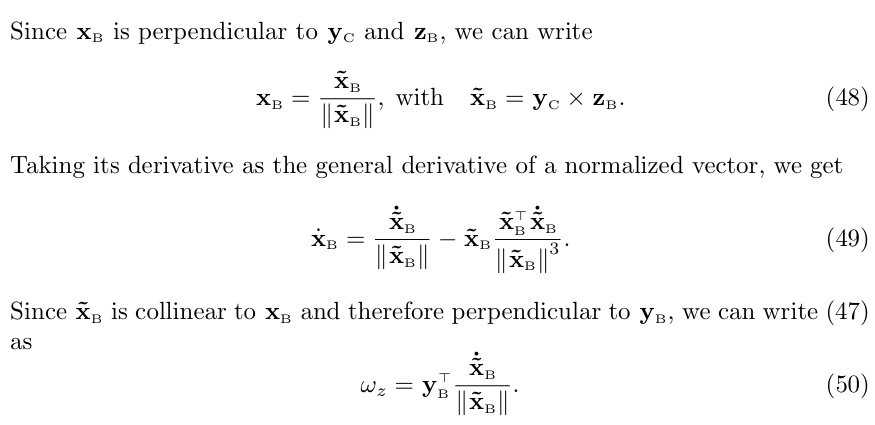 Since x_B is perpendicular to y_C and z_B, we can write
x_B = x̃_B / ‖x̃_B‖, with x̃_B = y_C × z_B. (48)
Taking its derivative as the general derivative of a normalized vector, we get
ẋ_B = x̃̇_B / ‖x̃_B‖ − x̃_B (x̃_B^⊤ x̃̇_B) / ‖x̃_B‖^3. (49)
Since x̃_B is collinear to x_B and therefore perpendicular to y_B, we can write (47)
as
ω_z = y_B^⊤ x̃̇_B / ‖x̃_B‖. (50)